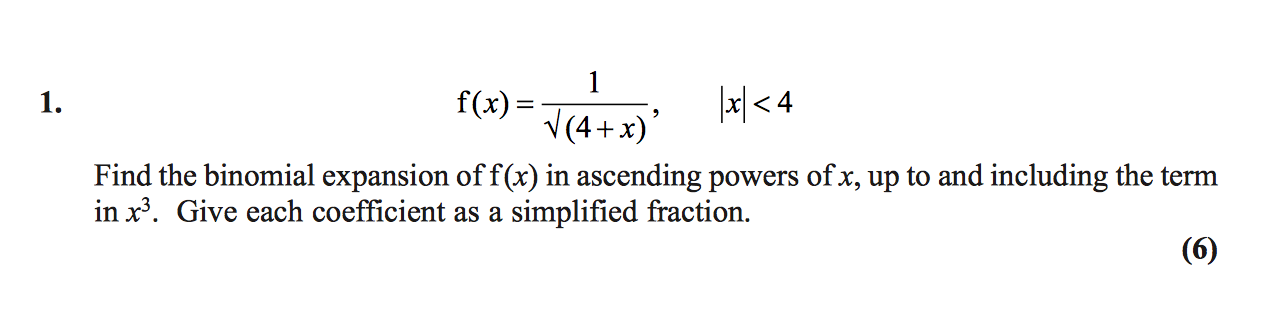 1. f(x) = 1/√(4+x), |x| < 4
Find the binomial expansion of f(x) in ascending powers of x, up to and including the term
in x³. Give each coefficient as a simplified fraction.
(6)